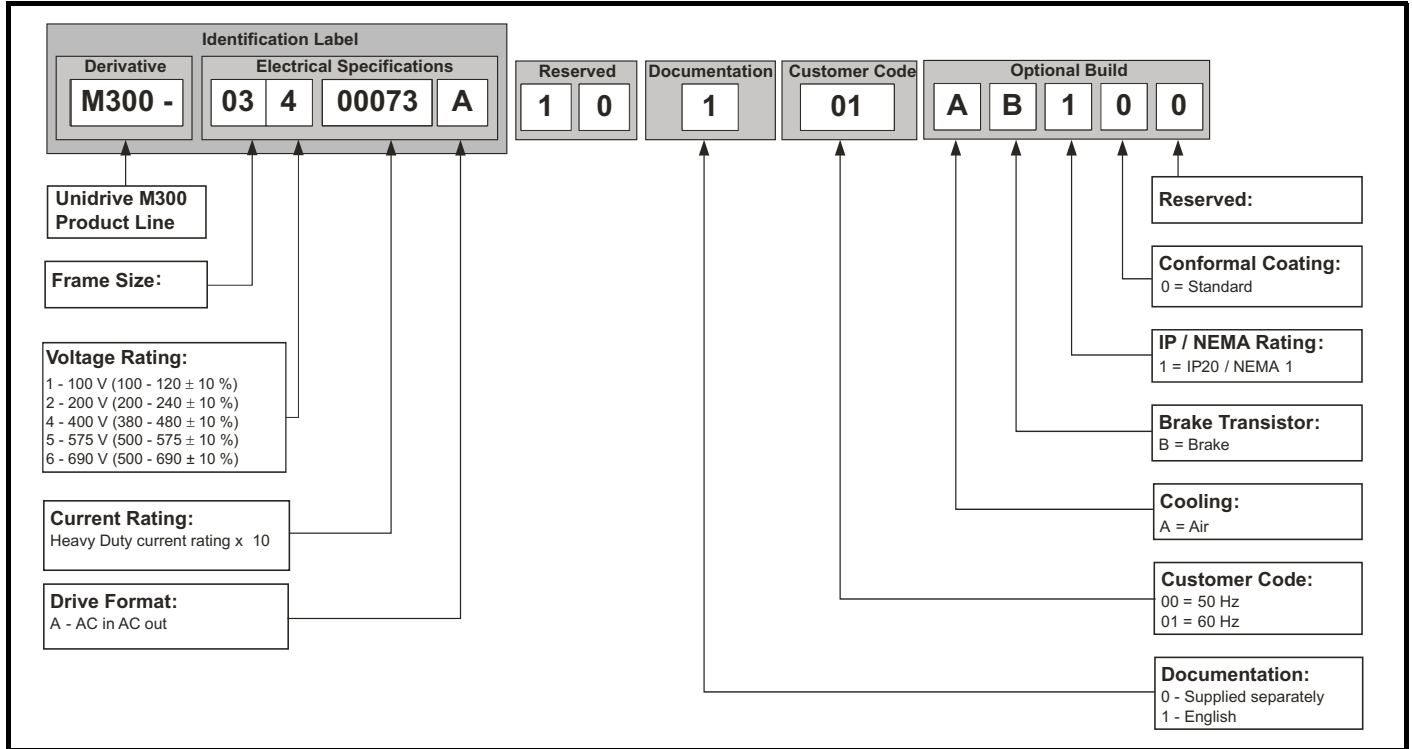 Identification Label
Derivative
Electrical Specifications
Reserved
Documentation
Customer Code
Optional Build
M300 - 03 4 00073 A 1 0 1 01 A B 1 0 0
Unidrive M300
Product Line
Frame Size:
Voltage Rating:
1 - 100 V (100 - 120 ± 10 %)
2 - 200 V (200 - 240 ± 10 %)
4 - 400 V (380 - 480 ± 10 %)
5 - 575 V (500 - 575 ± 10 %)
6 - 690 V (500 - 690 ± 10 %)
Current Rating:
Heavy Duty current rating x 10
Drive Format:
A - AC in AC out
Reserved:
Conformal Coating:
0 = Standard
IP / NEMA Rating:
1 = IP20 / NEMA 1
Brake Transistor:
B = Brake
Cooling:
A = Air
Customer Code:
00 = 50 Hz
01 = 60 Hz
Documentation:
0 - Supplied separately
1 - English